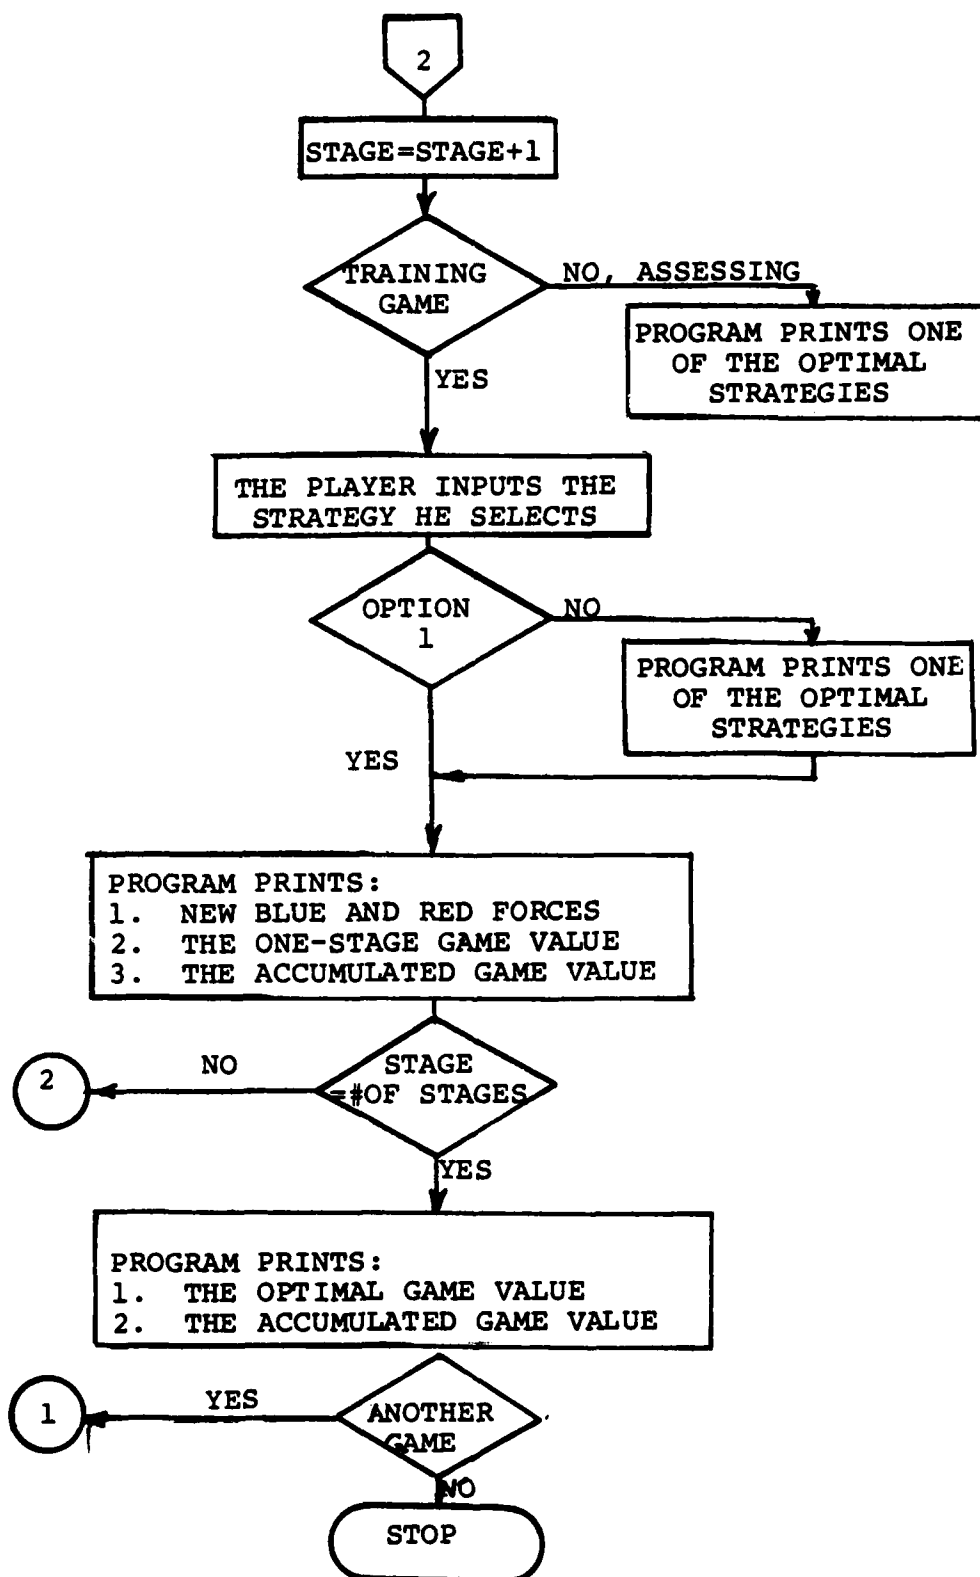 2
STAGE=STAGE+1
TRAINING
GAME
NO, ASSESSING
PROGRAM PRINTS ONE
OF THE OPTIMAL
STRATEGIES
YES
THE PLAYER INPUTS THE
STRATEGY HE SELECTS
OPTION
1
NO
PROGRAM PRINTS ONE
OF THE OPTIMAL
STRATEGIES
YES
PROGRAM PRINTS:
1. NEW BLUE AND RED FORCES
2. THE ONE-STAGE GAME VALUE
3. THE ACCUMULATED GAME VALUE
STAGE
=#OF STAGES
NO
2
YES
PROGRAM PRINTS:
1. THE OPTIMAL GAME VALUE
2. THE ACCUMULATED GAME VALUE
ANOTHER
GAME
YES
1
NO
STOP